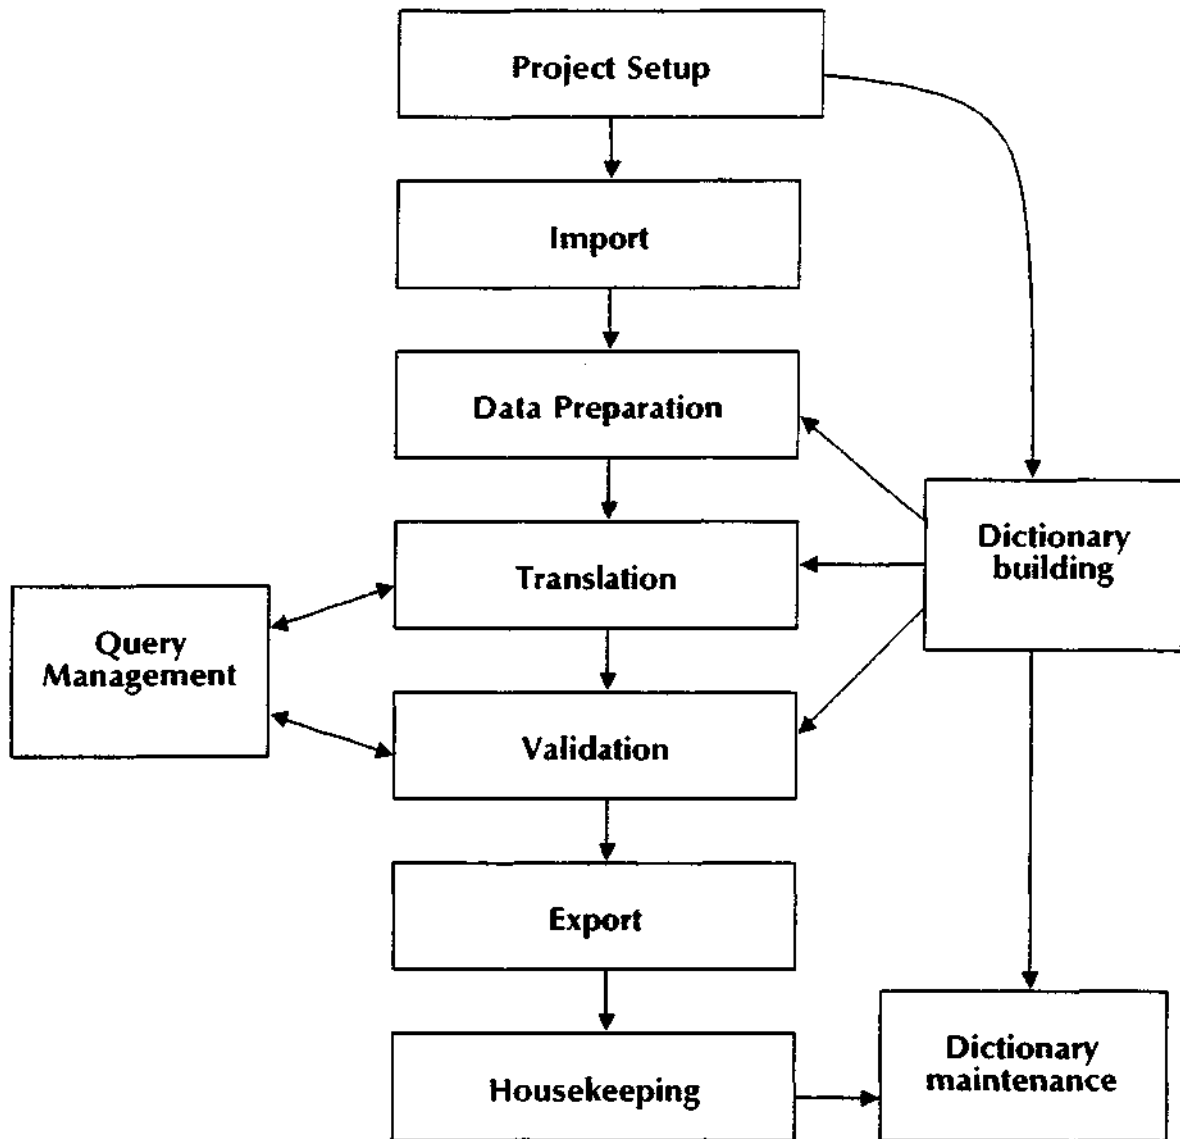 Project Setup
Import
Data Preparation
Dictionary
building
Translation
Query
Management
Validation
Export
Dictionary
maintenance
Housekeeping